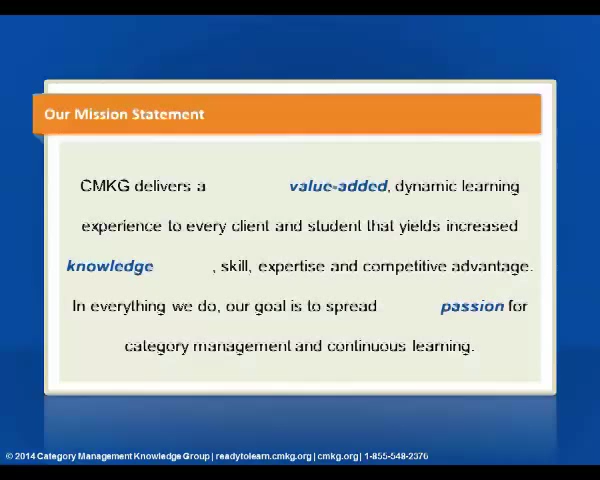 Our Mission Statement
CMKG delivers a value-added, dynamic learning
experience to every client and student that yields increased
knowledge , skill, expertise and competitive advantage.
In everything we do, our goal is to spread passion for
category management and continuous learning.
© 2014 Category Management Knowledge Group | readytolearn.cmkg.org | cmkg.org | 1-855-548-2376